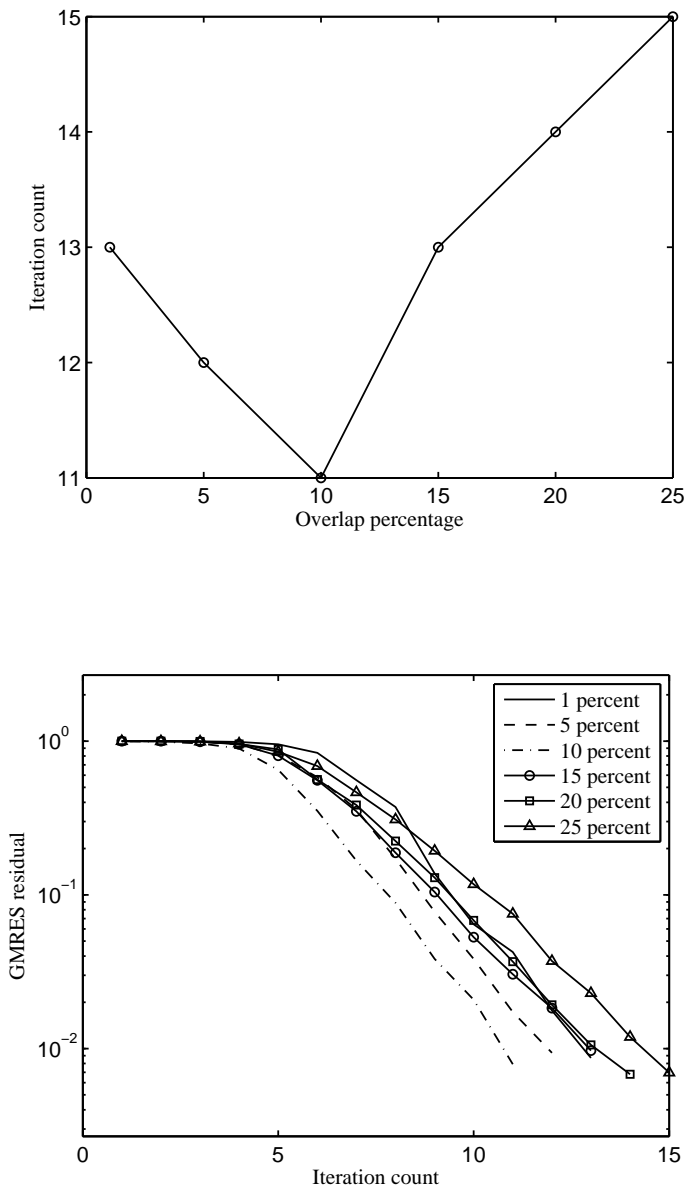 15
14
13
12
11
Iteration count
0 5 10 15 20 25
Overlap percentage
10^0
10^-1
10^-2
GMRES residual
1 percent
5 percent
10 percent
15 percent
20 percent
25 percent
0 5 10 15
Iteration count